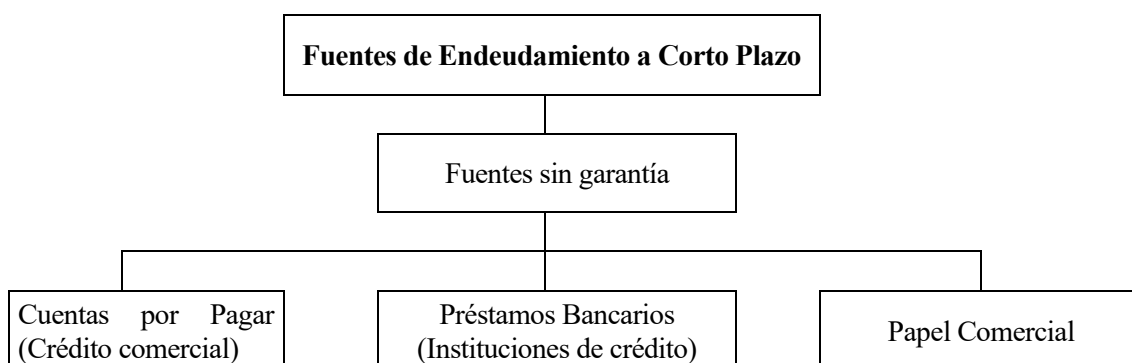 Fuentes de Endeudamiento a Corto Plazo
Fuentes sin garantía
Cuentas por Pagar
(Crédito comercial)
Préstamos Bancarios
(Instituciones de crédito)
Papel Comercial